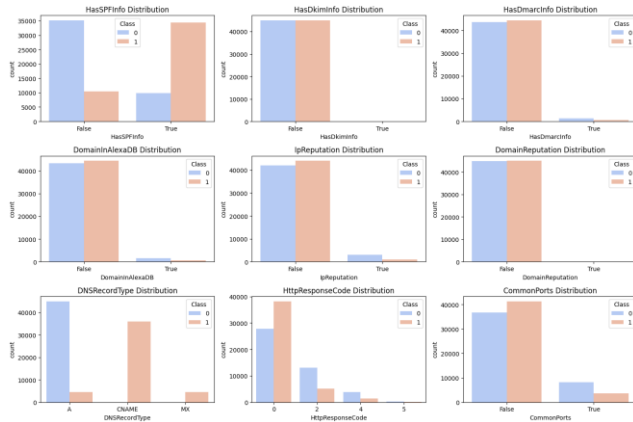 HasSPFInfo Distribution
count
35000
30000
25000
20000
15000
10000
5000
0
Class
0
1
False
True
HasSPFInfo
HasDkimInfo Distribution
count
40000
30000
20000
10000
0
Class
0
1
False
True
HasDkimInfo
HasDmarcInfo Distribution
count
40000
30000
20000
10000
0
Class
0
1
False
True
HasDmarcInfo
DomainInAlexaDB Distribution
count
40000
30000
20000
10000
0
Class
0
1
False
True
DomainInAlexaDB
IpReputation Distribution
count
40000
30000
20000
10000
0
Class
0
1
False
True
IpReputation
DomainReputation Distribution
count
40000
30000
20000
10000
0
Class
0
1
False
True
DomainReputation
DNSRecordType Distribution
count
40000
30000
20000
10000
0
Class
0
1
A
CNAME
MX
DNSRecordType
HttpResponseCode Distribution
count
40000
30000
20000
10000
0
Class
0
1
0
2
4
5
HttpResponseCode
CommonPorts Distribution
count
40000
30000
20000
10000
0
Class
0
1
False
True
CommonPorts